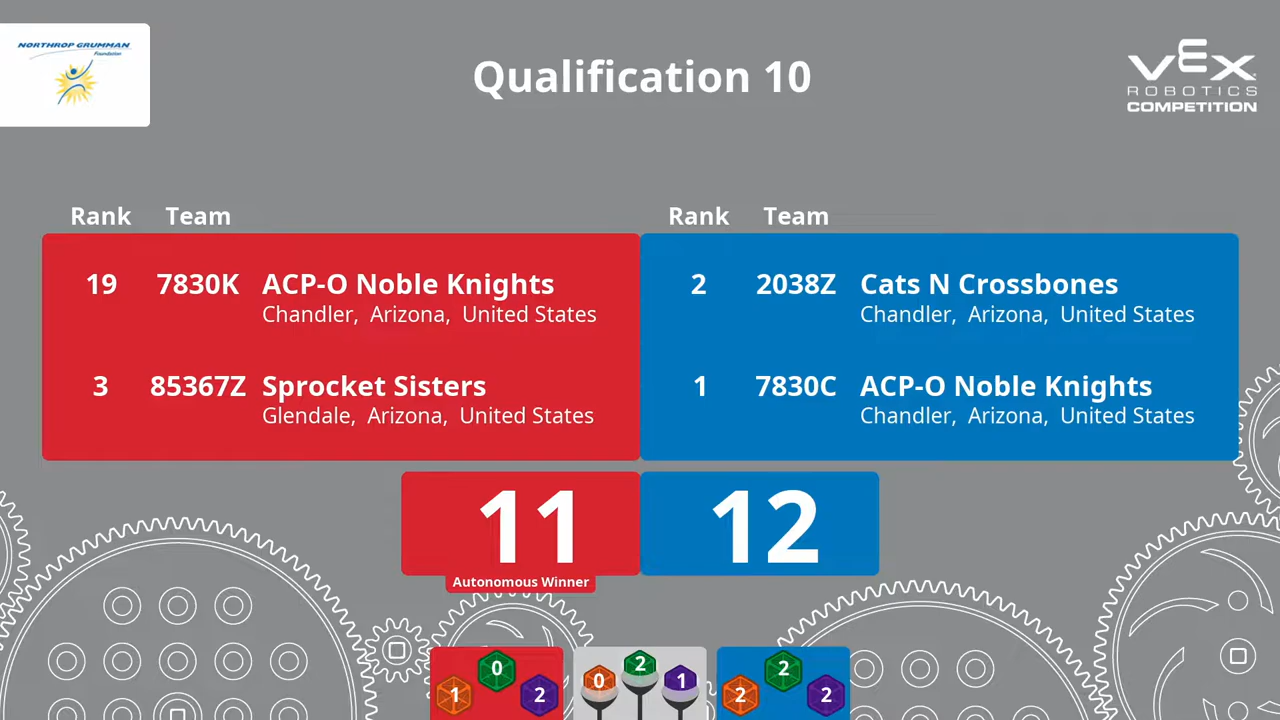 NORTHROP GRUMMAN
Foundation
Qualification 10
VEX
ROBOTICS
COMPETITION
Rank Team
19 7830K ACP-O Noble Knights
Chandler, Arizona, United States
3 85367Z Sprocket Sisters
Glendale, Arizona, United States
Rank Team
2 2038Z Cats N Crossbones
Chandler, Arizona, United States
1 7830C ACP-O Noble Knights
Chandler, Arizona, United States
11 12
Autonomous Winner
1 0 2
0 2 1
2 2 2